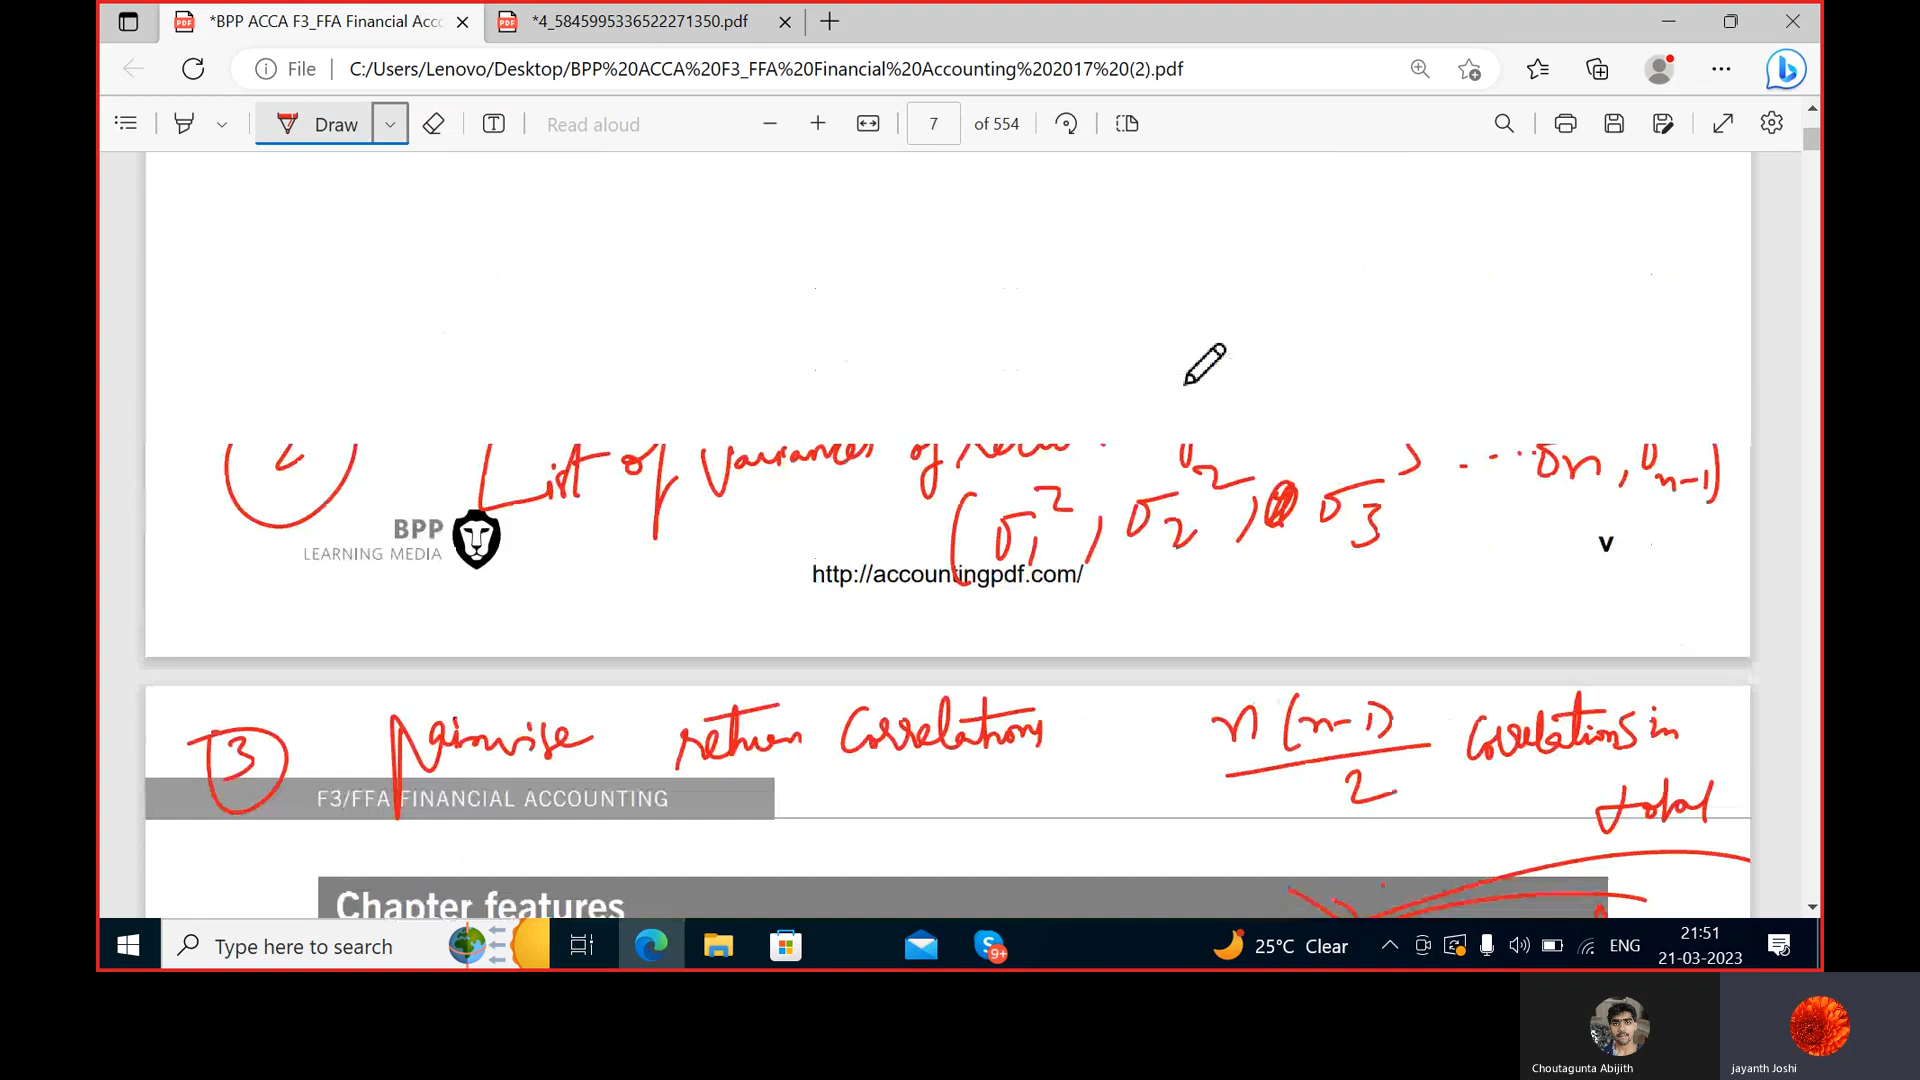 *BPP ACCA F3_FFA Financial Acc
*4_5845995336522271350.pdf
File
C:/Users/Lenovo/Desktop/BPP%20ACCA%20F3_FFA%20Financial%20Accounting%202017%20(2).pdf
Draw
Read aloud
7 of 554
2 List of Variances of σ2 , .... σn, σn-1)
(σ1², σ2², σ3
BPP
LEARNING MEDIA
v
http://accountingpdf.com/
3 Pairwise return Correlations n(n-1)/2 correlations in
total
F3/FFA FINANCIAL ACCOUNTING
Chapter features
Type here to search
9+
25°C Clear
ENG
21:51
21-03-2023
Choutagunta Abijith
jayanth Joshi